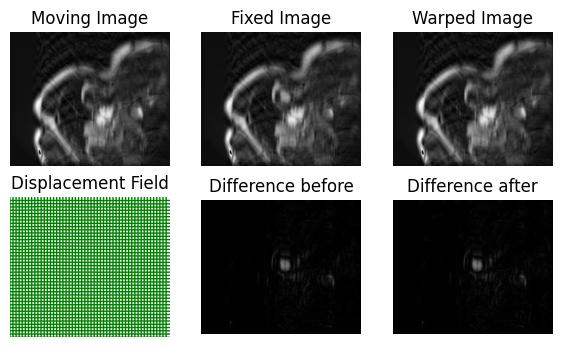 Moving Image
Fixed Image
Warped Image
Displacement Field
Difference before
Difference after